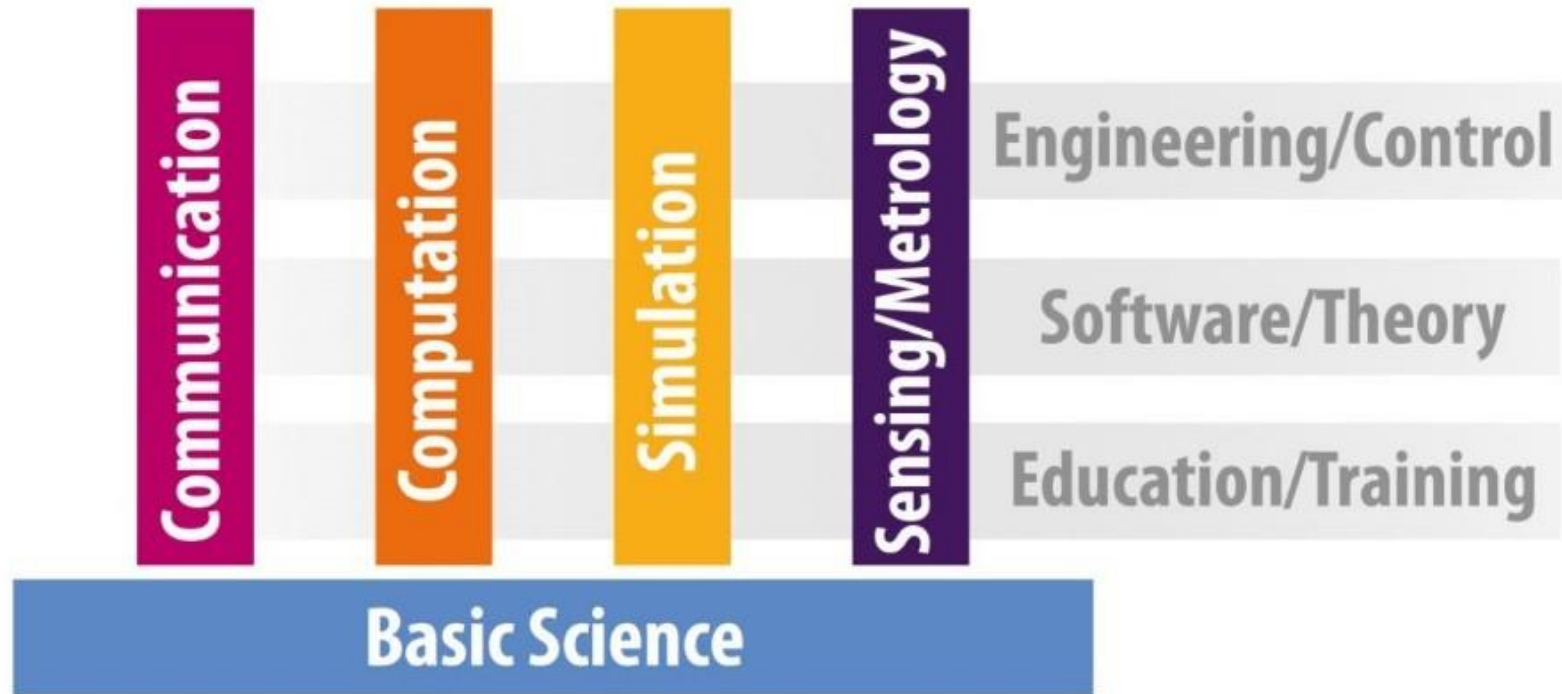 Communication
Computation
Simulation
Sensing/Metrology
Engineering/Control
Software/Theory
Education/Training
Basic Science